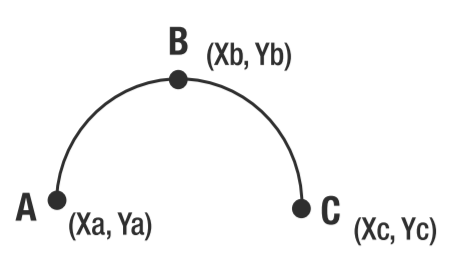 B (Xb, Yb)
A (Xa, Ya)
C (Xc, Yc)